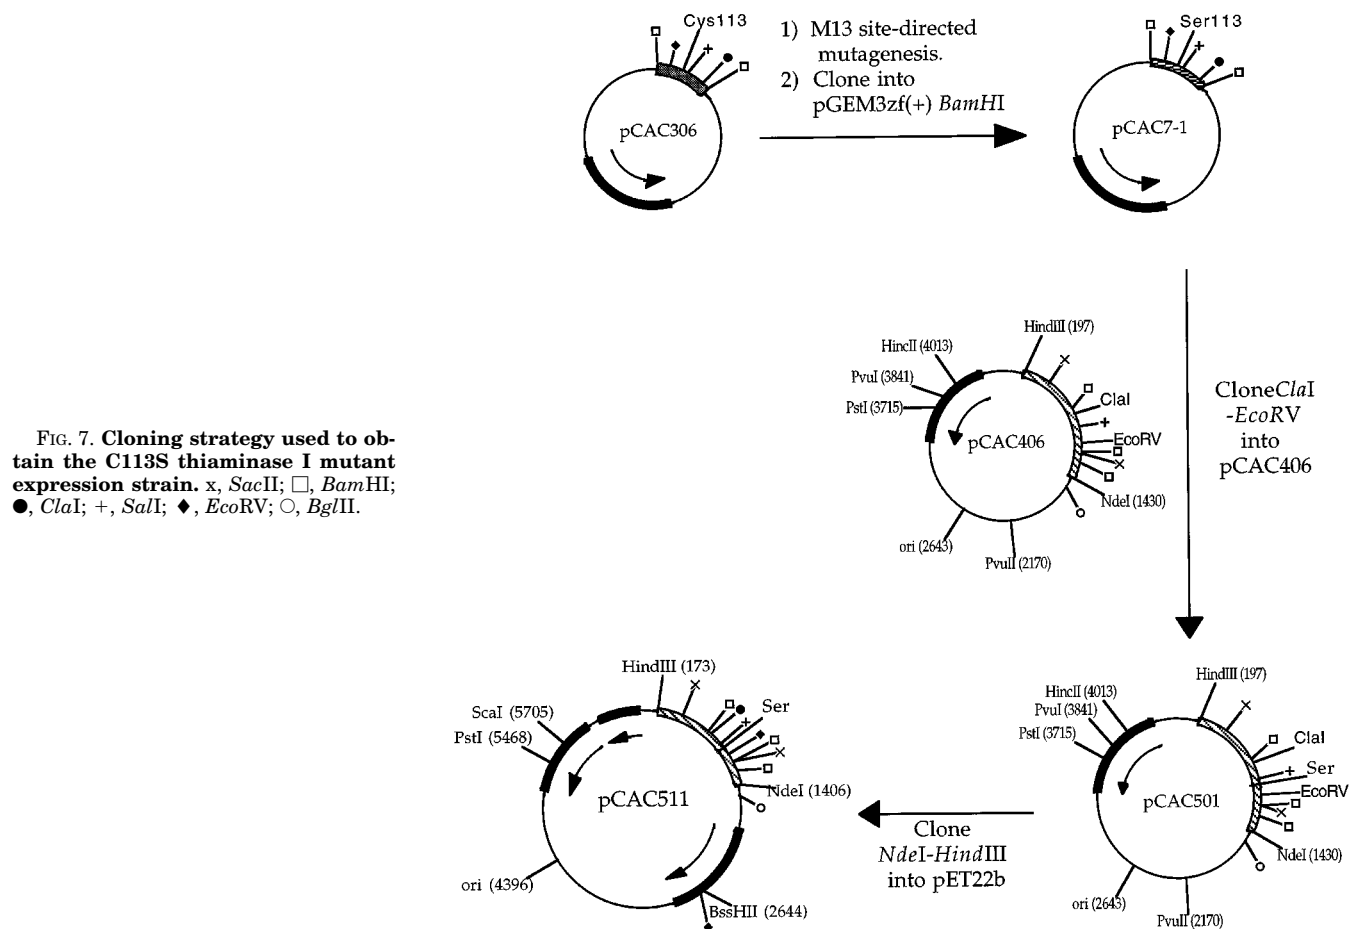 Cys113
pCAC306
1) M13 site-directed
mutagenesis.
2) Clone into
pGEM3zf(+) BamHI
Ser113
pCAC7-1
HindIII (197)
HincII (4013)
PvuI (3841)
PstI (3715)
ClaI
EcoRV
pCAC406
NdeI (1430)
ori (2643)
PvuII (2170)
CloneClaI
-EcoRV
into
pCAC406
FIG. 7. Cloning strategy used to ob-
tain the C113S thiaminase I mutant
expression strain. x, SacII; □, BamHI;
●, ClaI; +, SalI; ◆, EcoRV; ○, BglII.
HindIII (173)
ScaI (5705)
PstI (5468)
Ser
pCAC511
NdeI (1406)
ori (4396)
BssHII (2644)
Clone
NdeI-HindIII
into pET22b
HindIII (197)
HincII (4013)
PvuI (3841)
PstI (3715)
ClaI
Ser
EcoRV
pCAC501
NdeI (1430)
ori (2643)
PvuII (2170)